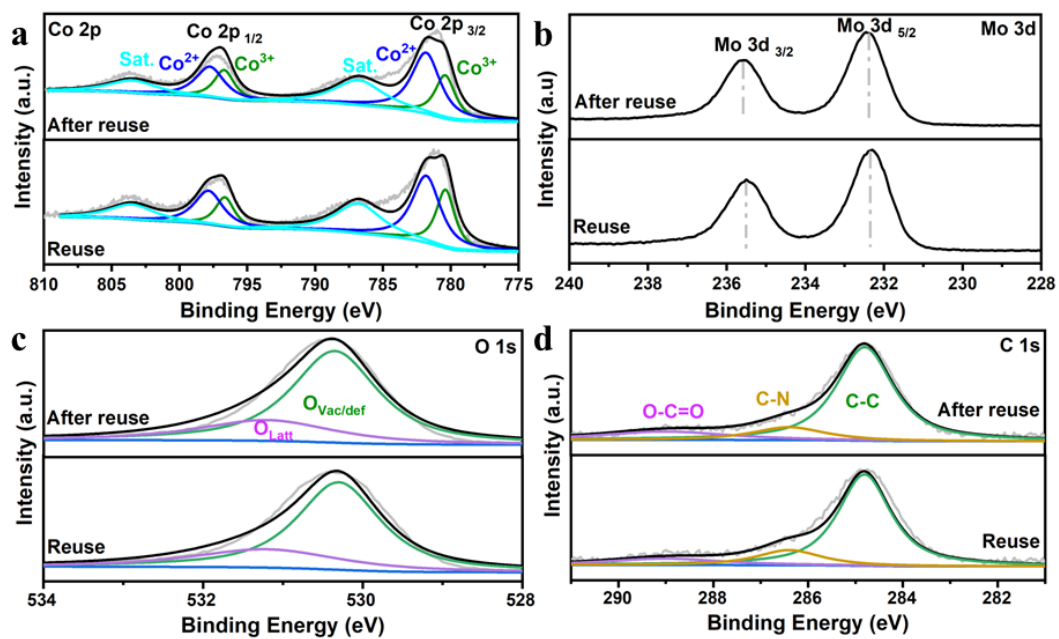 a
Co 2p
Co 2p 1/2
Co 2p 3/2
Sat.
Co2+
Co3+
Sat.
Co2+
Co3+
After reuse
Reuse
Intensity (a.u.)
810 805 800 795 790 785 780 775
Binding Energy (eV)
b
Mo 3d 3/2
Mo 3d 5/2
Mo 3d
After reuse
Reuse
Intensity (a.u.)
240 238 236 234 232 230 228
Binding Energy (eV)
c
O 1s
After reuse
OVac/def
OLatt
Reuse
Intensity (a.u.)
534 532 530 528
Binding Energy (eV)
d
C 1s
O-C=O
C-N
C-C
After reuse
Reuse
Intensity (a.u.)
290 288 286 284 282
Binding Energy (eV)